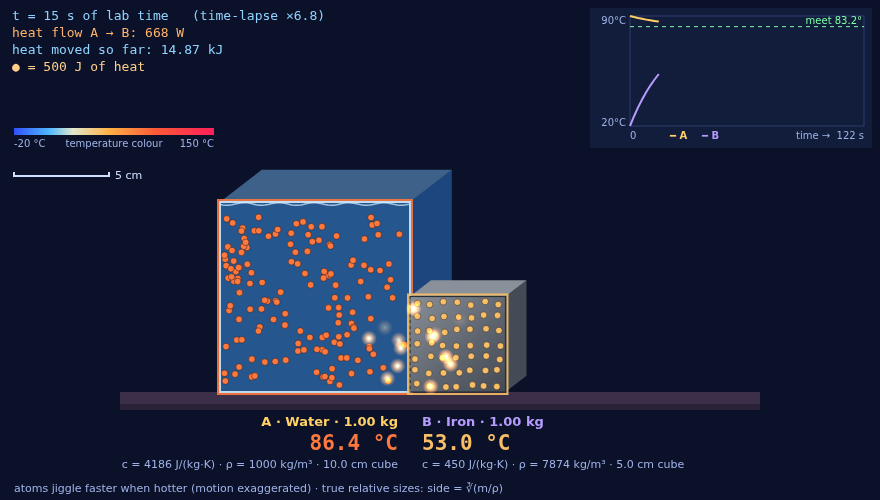 t = 15 s of lab time (time-lapse ×6.8)
heat flow A → B: 668 W
heat moved so far: 14.87 kJ
● = 500 J of heat
-20 °C temperature colour 150 °C
5 cm
90°C
meet 83.2°
20°C
0 A B time → 122 s
A · Water · 1.00 kg
86.4 °C
c = 4186 J/(kg·K) · ρ = 1000 kg/m³ · 10.0 cm cube
B · Iron · 1.00 kg
53.0 °C
c = 450 J/(kg·K) · ρ = 7874 kg/m³ · 5.0 cm cube
atoms jiggle faster when hotter (motion exaggerated) · true relative sizes: side = ∛(m/ρ)